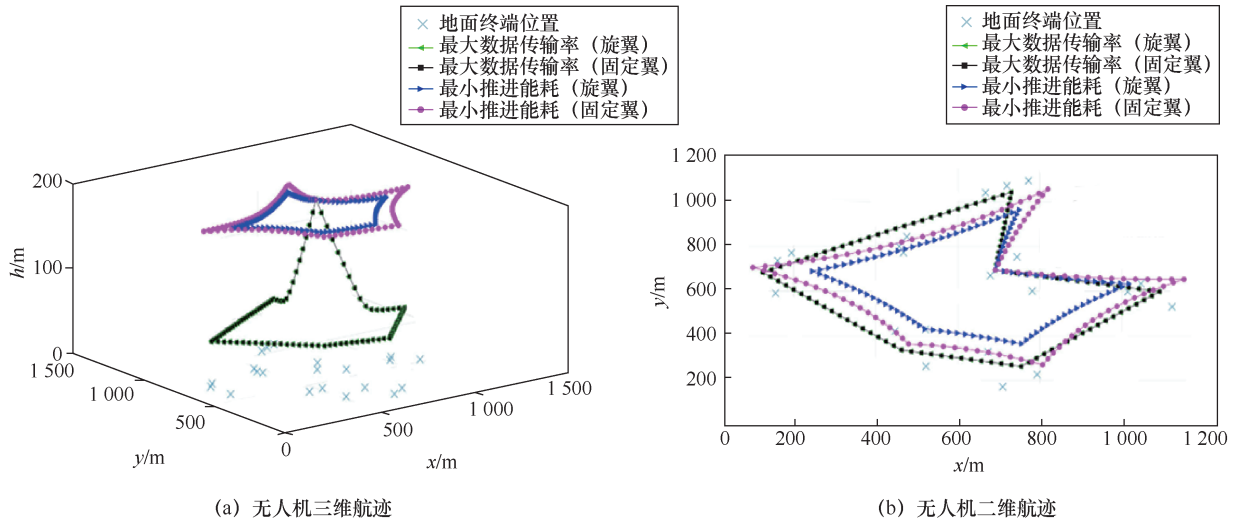 地面终端位置
最大数据传输率（旋翼）
最大数据传输率（固定翼）
最小推进能耗（旋翼）
最小推进能耗（固定翼）
200
100
0
h/m
1 500
1 000
500
0
y/m
500
1 000
1 500
x/m
(a) 无人机三维航迹
地面终端位置
最大数据传输率（旋翼）
最大数据传输率（固定翼）
最小推进能耗（旋翼）
最小推进能耗（固定翼）
1 200
1 000
800
600
400
200
y/m
0
200
400
600
800
1 000
1 200
x/m
(b) 无人机二维航迹